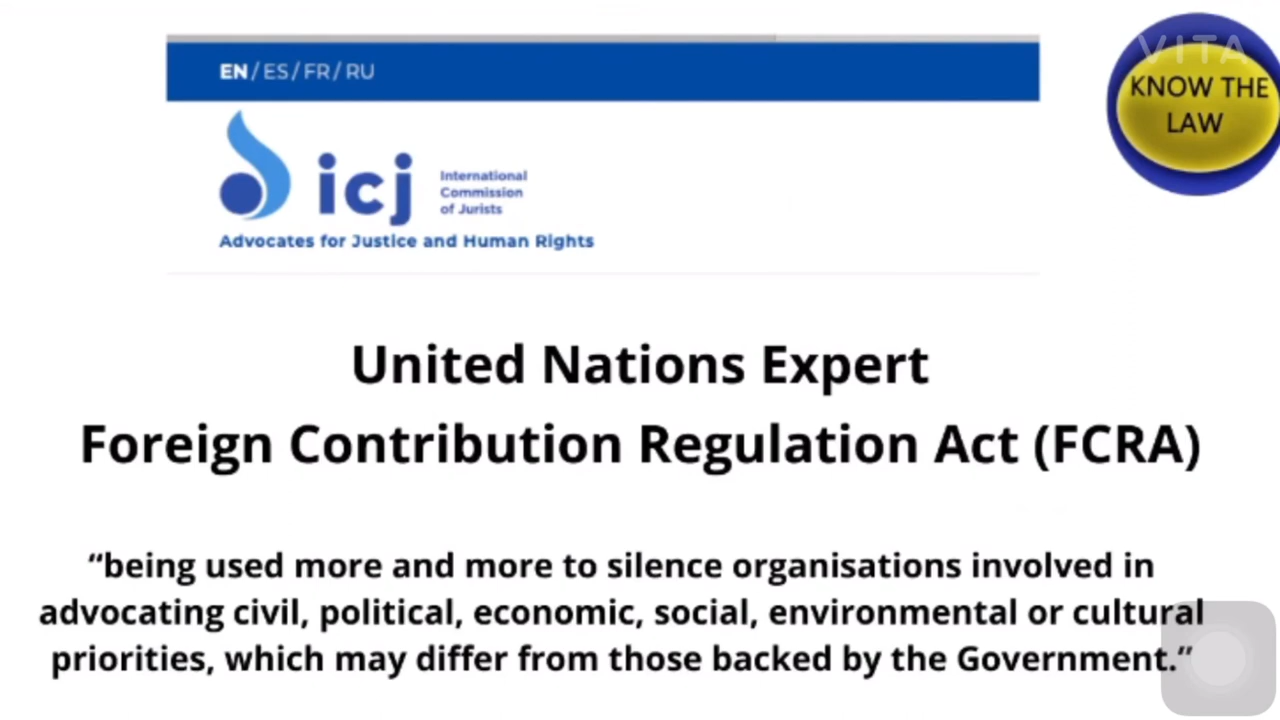 VITA
KNOW THE
LAW
EN / ES / FR / RU
icj
International
Commission
of Jurists
Advocates for Justice and Human Rights
United Nations Expert
Foreign Contribution Regulation Act (FCRA)
“being used more and more to silence organisations involved in
advocating civil, political, economic, social, environmental or cultural
priorities, which may differ from those backed by the Government.”